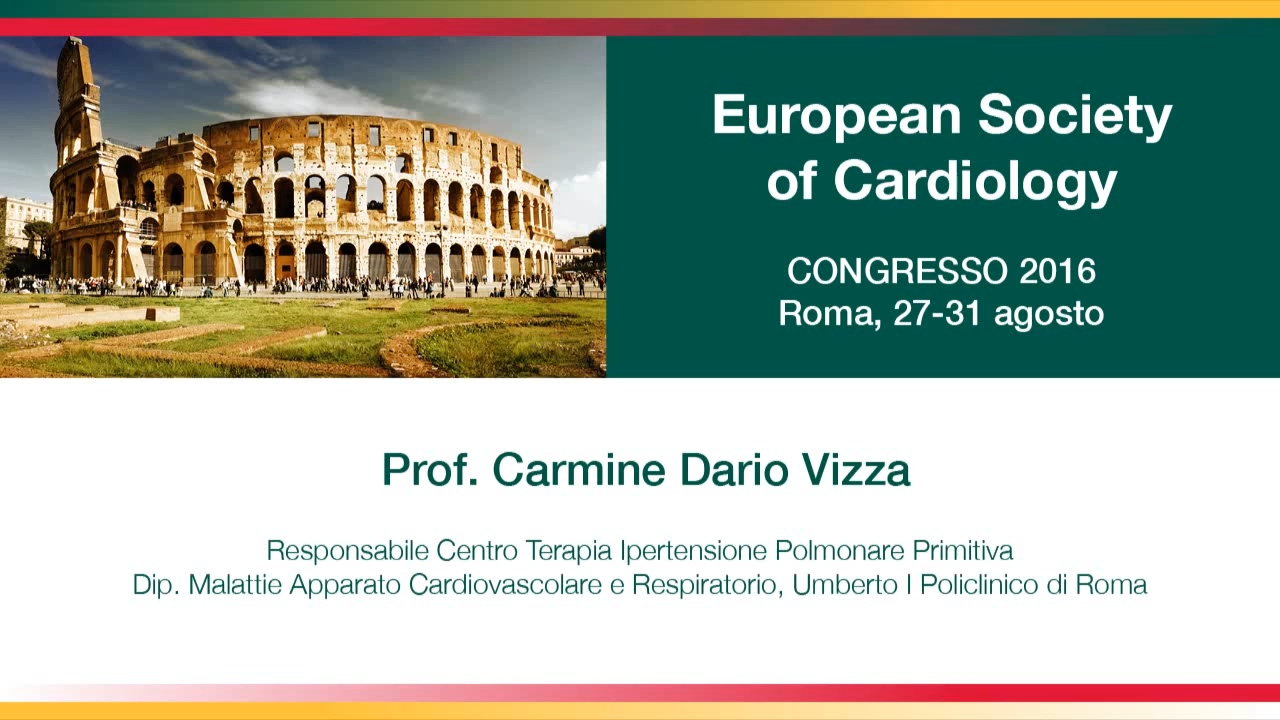 European Society
of Cardiology
CONGRESSO 2016
Roma, 27-31 agosto
Prof. Carmine Dario Vizza
Responsabile Centro Terapia Ipertensione Polmonare Primitiva
Dip. Malattie Apparato Cardiovascolare e Respiratorio, Umberto I Policlinico di Roma